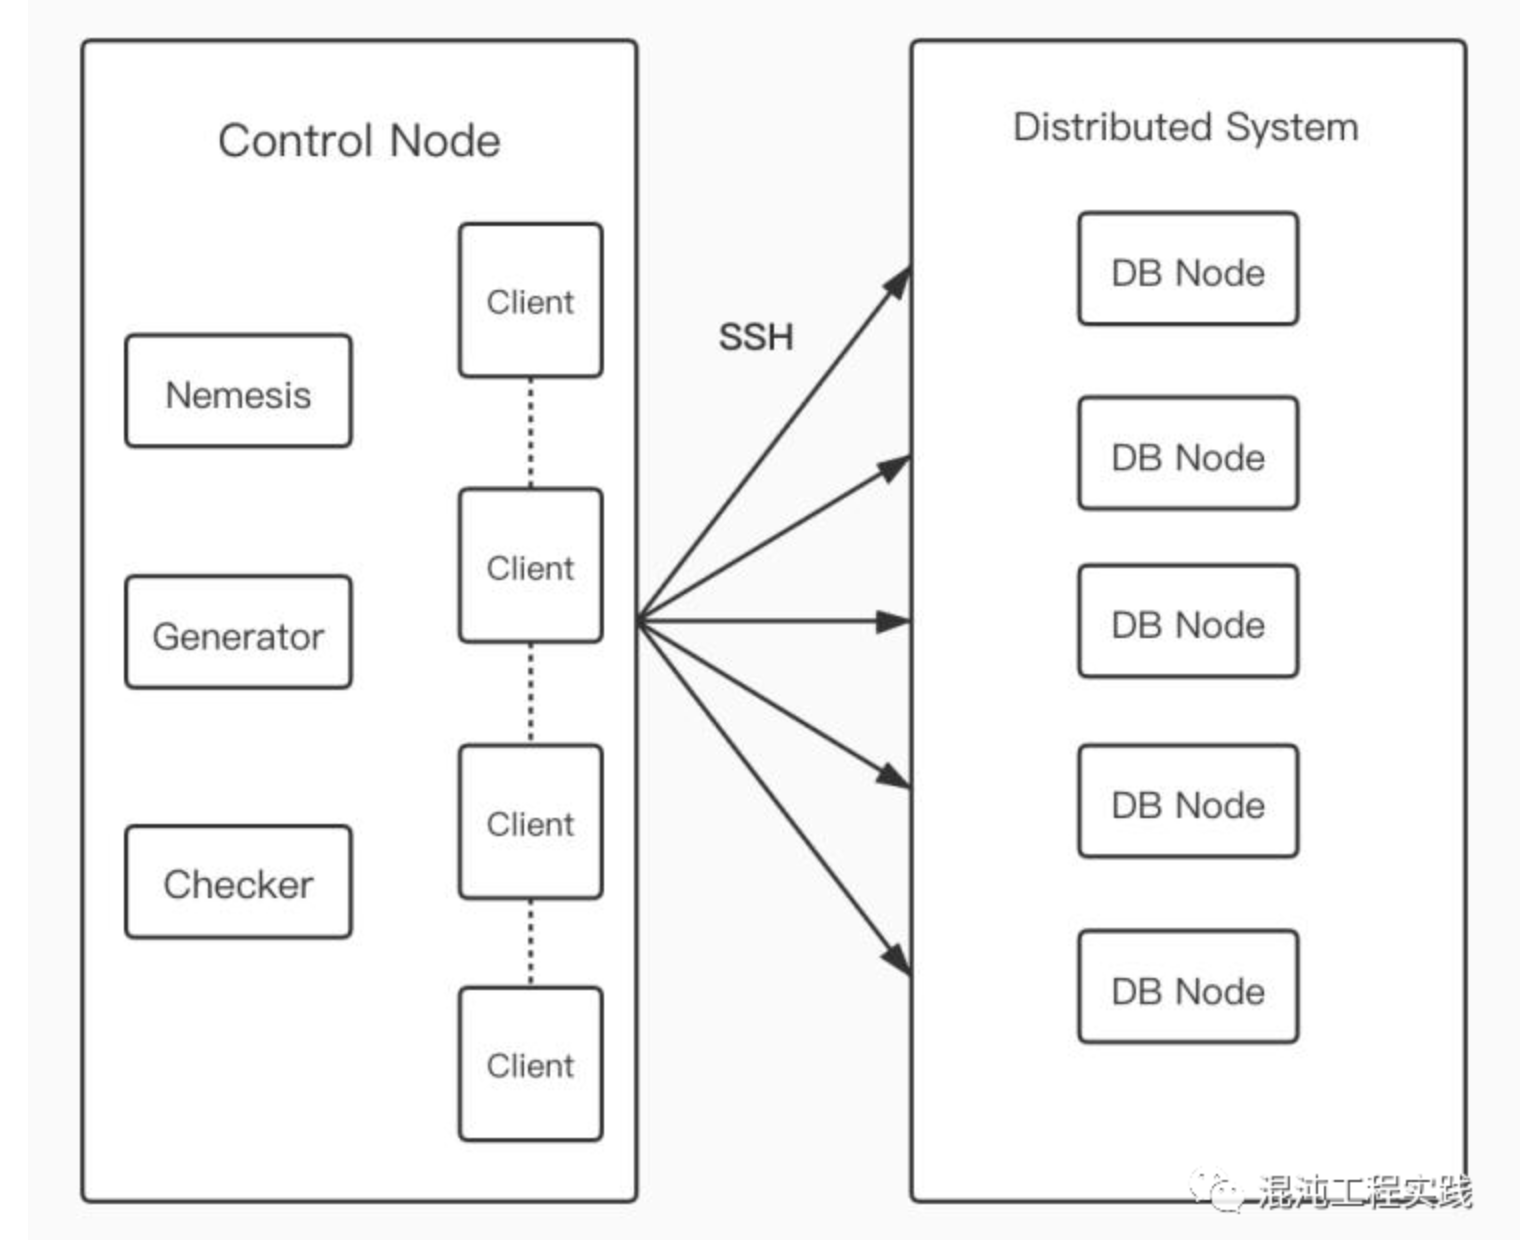 Control Node
Nemesis
Generator
Checker
Client
Client
Client
Client
SSH
Distributed System
DB Node
DB Node
DB Node
DB Node
DB Node
混沌工程实践